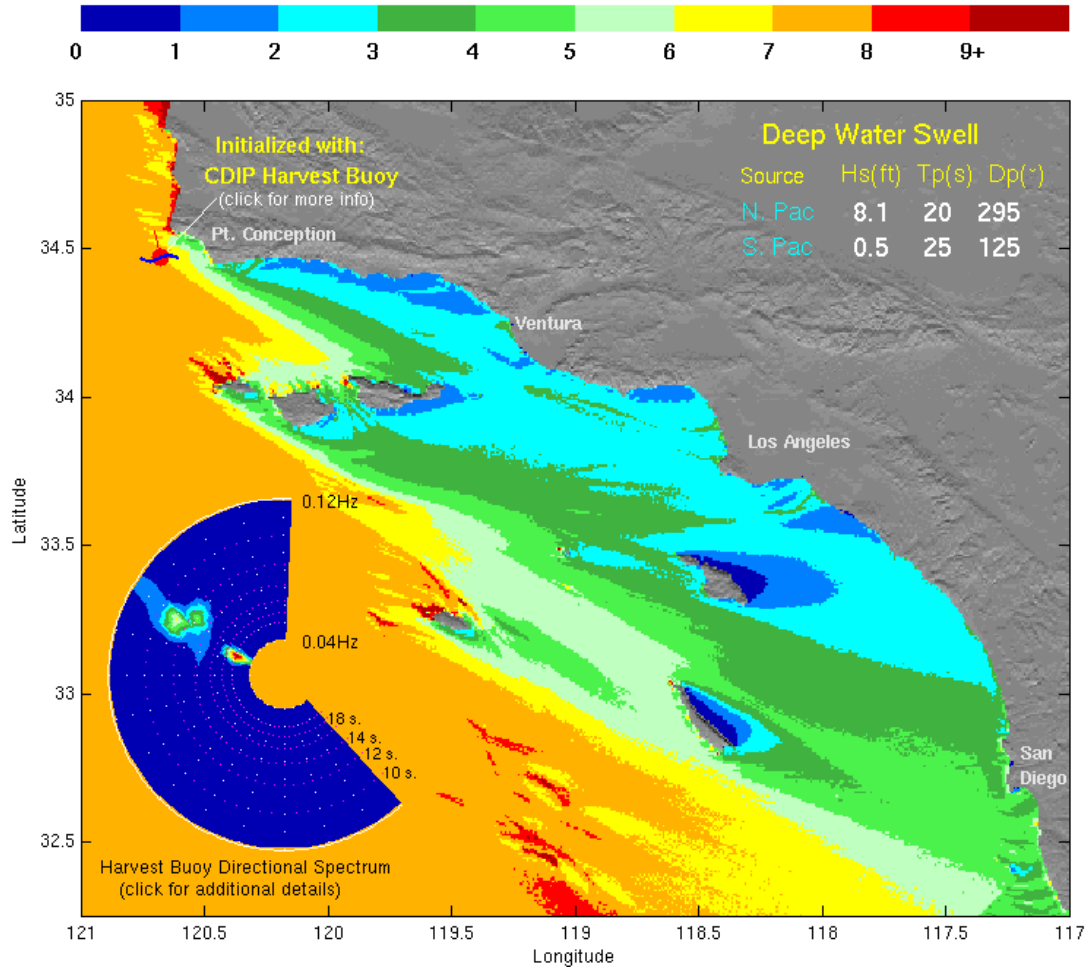 0 1 2 3 4 5 6 7 8 9+
35
34.5
34
33.5
33
32.5
Latitude
Initialized with:
CDIP Harvest Buoy
(click for more info)
Pt. Conception
Deep Water Swell
Source Hs(ft) Tp(s) Dp(°)
N. Pac 8.1 20 295
S. Pac 0.5 25 125
Ventura
Los Angeles
San
Diego
0.12Hz
0.04Hz
18 s.
14 s.
12 s.
10 s.
Harvest Buoy Directional Spectrum
(click for additional details)
121 120.5 120 119.5 119 118.5 118 117.5 117
Longitude